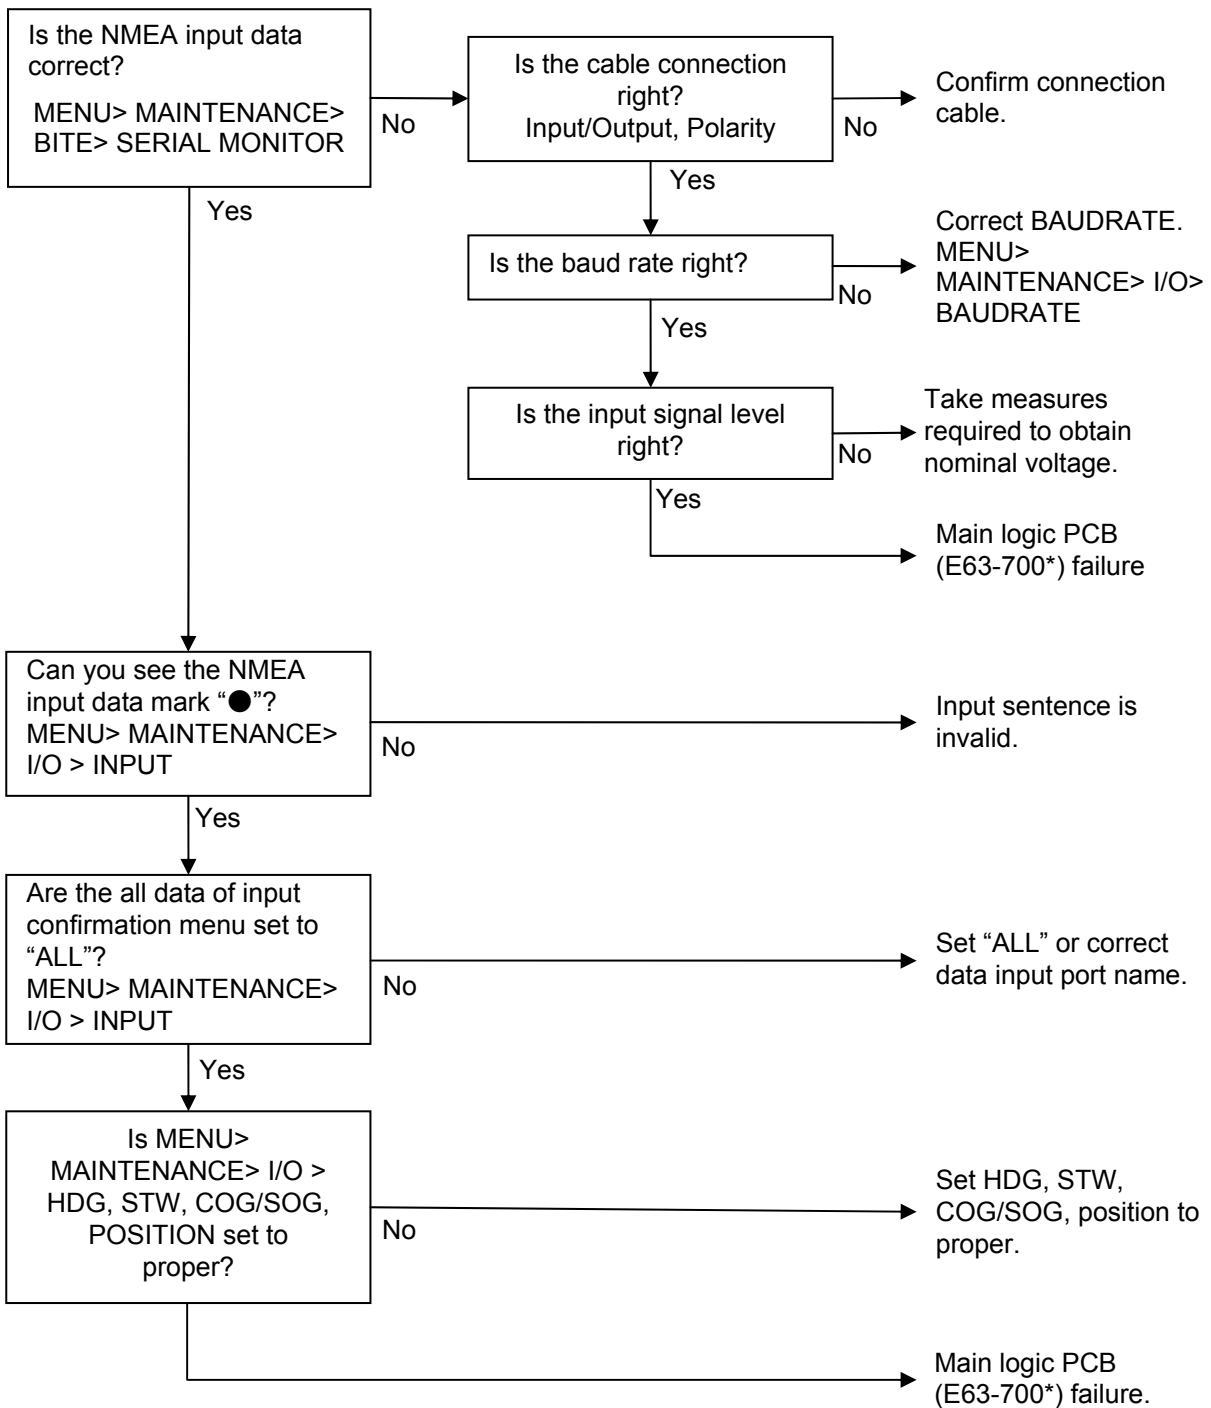 Is the NMEA input data
correct?
MENU> MAINTENANCE>
BITE> SERIAL MONITOR
No
Is the cable connection
right?
Input/Output, Polarity
No
Confirm connection
cable.
Yes
Yes
Is the baud rate right?
No
Correct BAUDRATE.
MENU>
MAINTENANCE> I/O>
BAUDRATE
Yes
Is the input signal level
right?
No
Take measures
required to obtain
nominal voltage.
Yes
Main logic PCB
(E63-700*) failure
Can you see the NMEA
input data mark “●”?
MENU> MAINTENANCE>
I/O > INPUT
No
Input sentence is
invalid.
Yes
Are the all data of input
confirmation menu set to
“ALL”?
MENU> MAINTENANCE>
I/O > INPUT
No
Set “ALL” or correct
data input port name.
Yes
Is MENU>
MAINTENANCE> I/O >
HDG, STW, COG/SOG,
POSITION set to
proper?
No
Set HDG, STW,
COG/SOG, position to
proper.
Main logic PCB
(E63-700*) failure.